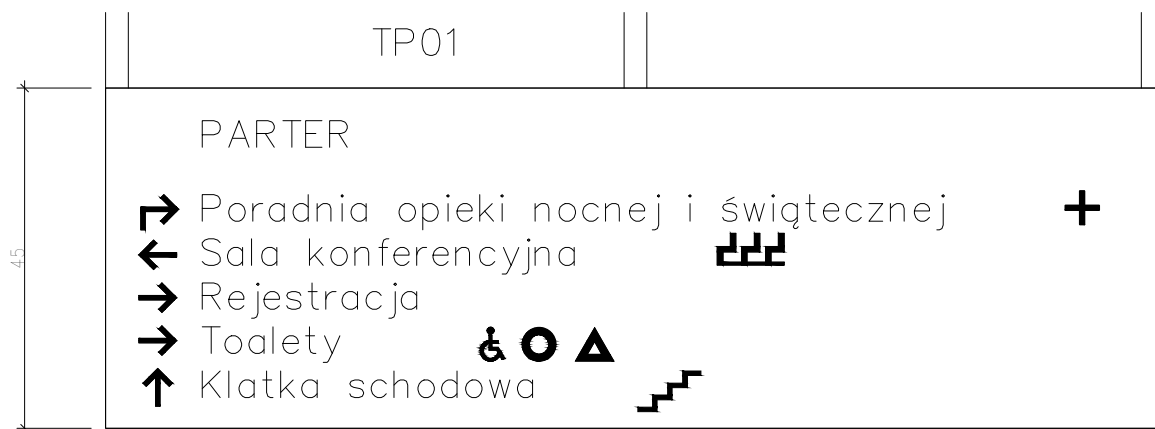 TP01
PARTER
Poradnia opieki nocnej i świątecznej
Sala konferencyjna
Rejestracja
Toalety
Klatka schodowa
45